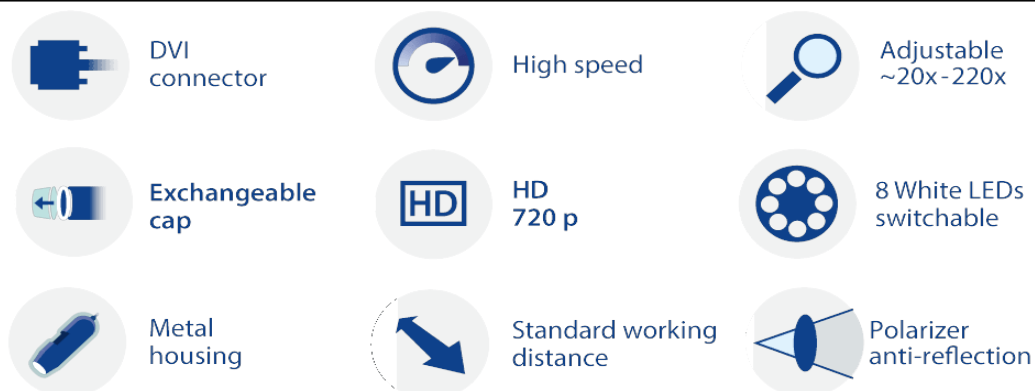 DVI
connector
High speed
Adjustable
~20x-220x
Exchangeable
cap
HD
HD
720 p
8 White LEDs
switchable
Metal
housing
Standard working
distance
Polarizer
anti-reflection